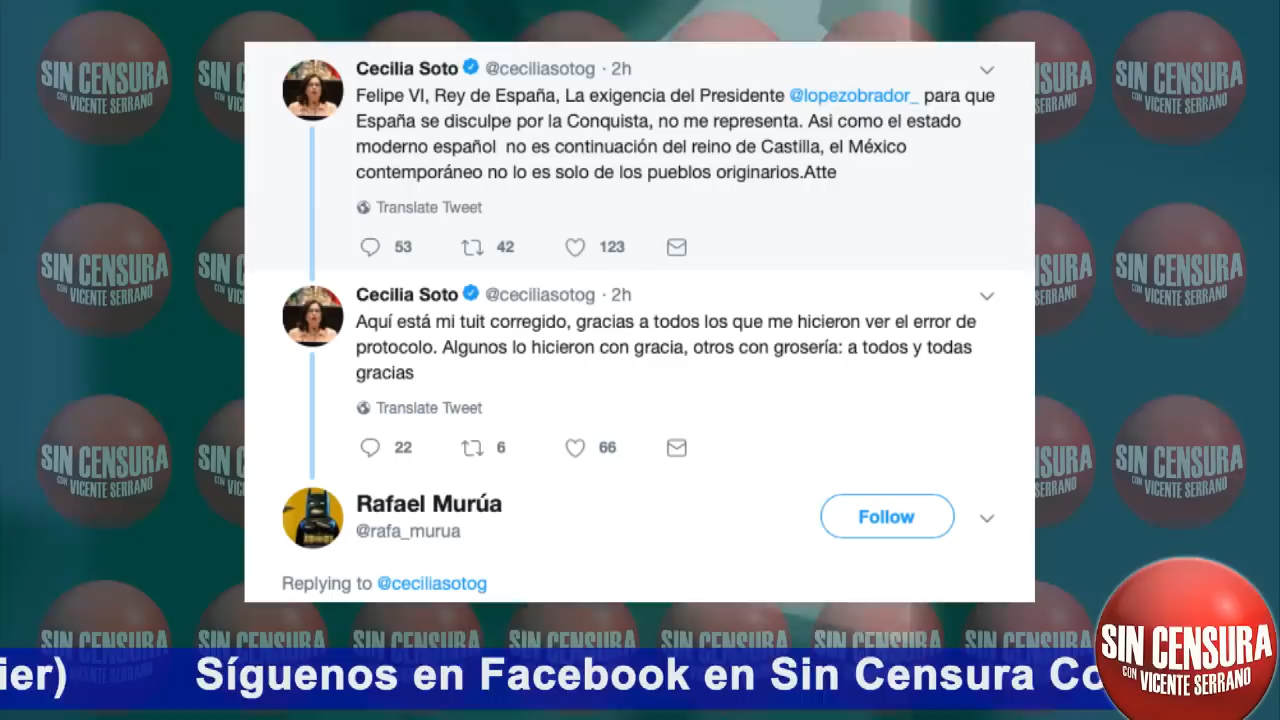 Cecilia Soto @ceciliasotog · 2h
Felipe VI, Rey de España, La exigencia del Presidente @lopezobrador_ para que
España se disculpe por la Conquista, no me representa. Asi como el estado
moderno español no es continuación del reino de Castilla, el México
contemporáneo no lo es solo de los pueblos originarios.Atte
Translate Tweet
53 42 123
Cecilia Soto @ceciliasotog · 2h
Aquí está mi tuit corregido, gracias a todos los que me hicieron ver el error de
protocolo. Algunos lo hicieron con gracia, otros con grosería: a todos y todas
gracias
Translate Tweet
22 6 66
Rafael Murúa
@rafa_murua
Follow
Replying to @ceciliasotog
ier) Síguenos en Facebook en Sin Censura Co
SIN CENSURA
CON VICENTE SERRANO